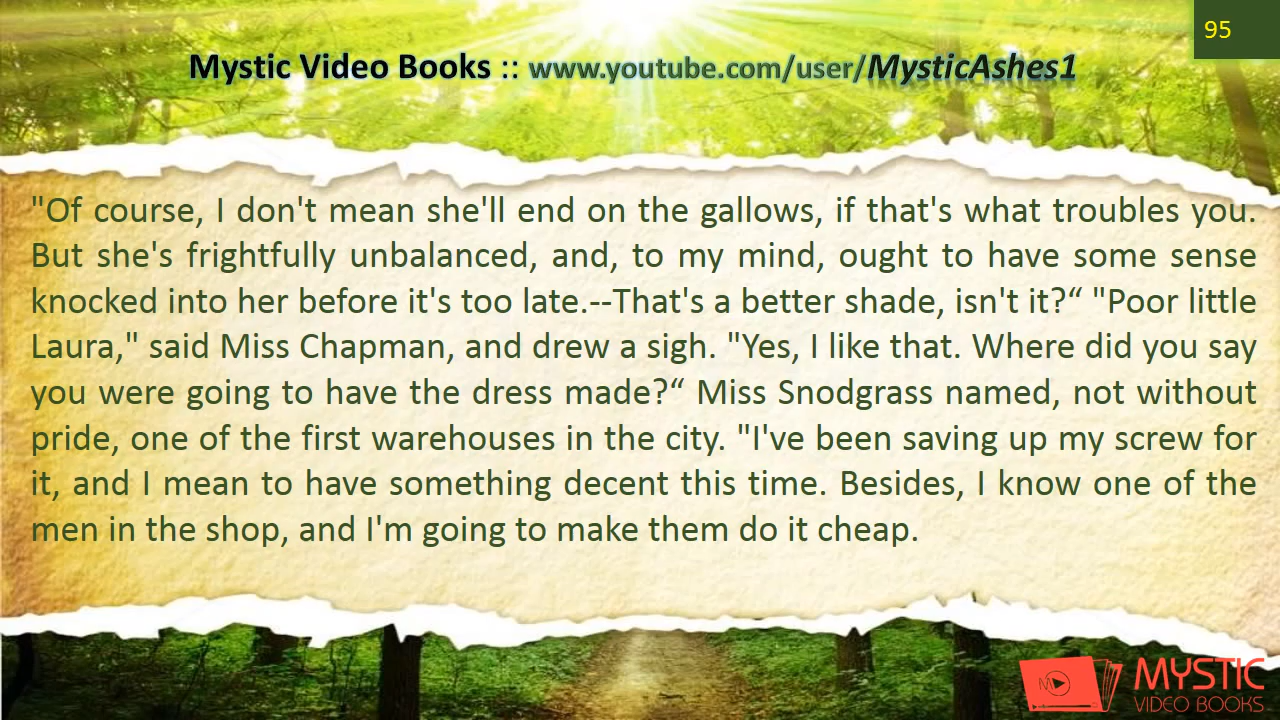 95
Mystic Video Books :: www.youtube.com/user/MysticAshes1
"Of course, I don't mean she'll end on the gallows, if that's what troubles you.
But she's frightfully unbalanced, and, to my mind, ought to have some sense
knocked into her before it's too late.--That's a better shade, isn't it?“ "Poor little
Laura," said Miss Chapman, and drew a sigh. "Yes, I like that. Where did you say
you were going to have the dress made?“ Miss Snodgrass named, not without
pride, one of the first warehouses in the city. "I've been saving up my screw for
it, and I mean to have something decent this time. Besides, I know one of the
men in the shop, and I'm going to make them do it cheap.
MYSTIC
VIDEO BOOKS